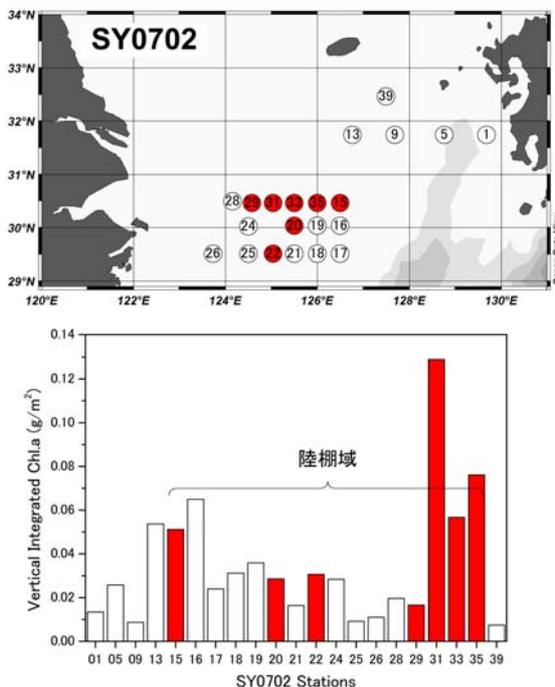 34°N
SY0702
33°N
32°N
31°N
30°N
29°N
39
13 9 5 1
28 29 31 33 35 15
24 20 19 16
26 25 22 21 18 17
120°E 122°E 124°E 126°E 128°E 130°E
0.14
0.12
0.10
0.08
0.06
0.04
0.02
0.00
Vertical Integrated Chl.a (g/m²)
陸棚域
01 05 09 13 15 16 17 18 19 20 21 22 24 25 26 28 29 31 33 35 39
SY0702 Stations